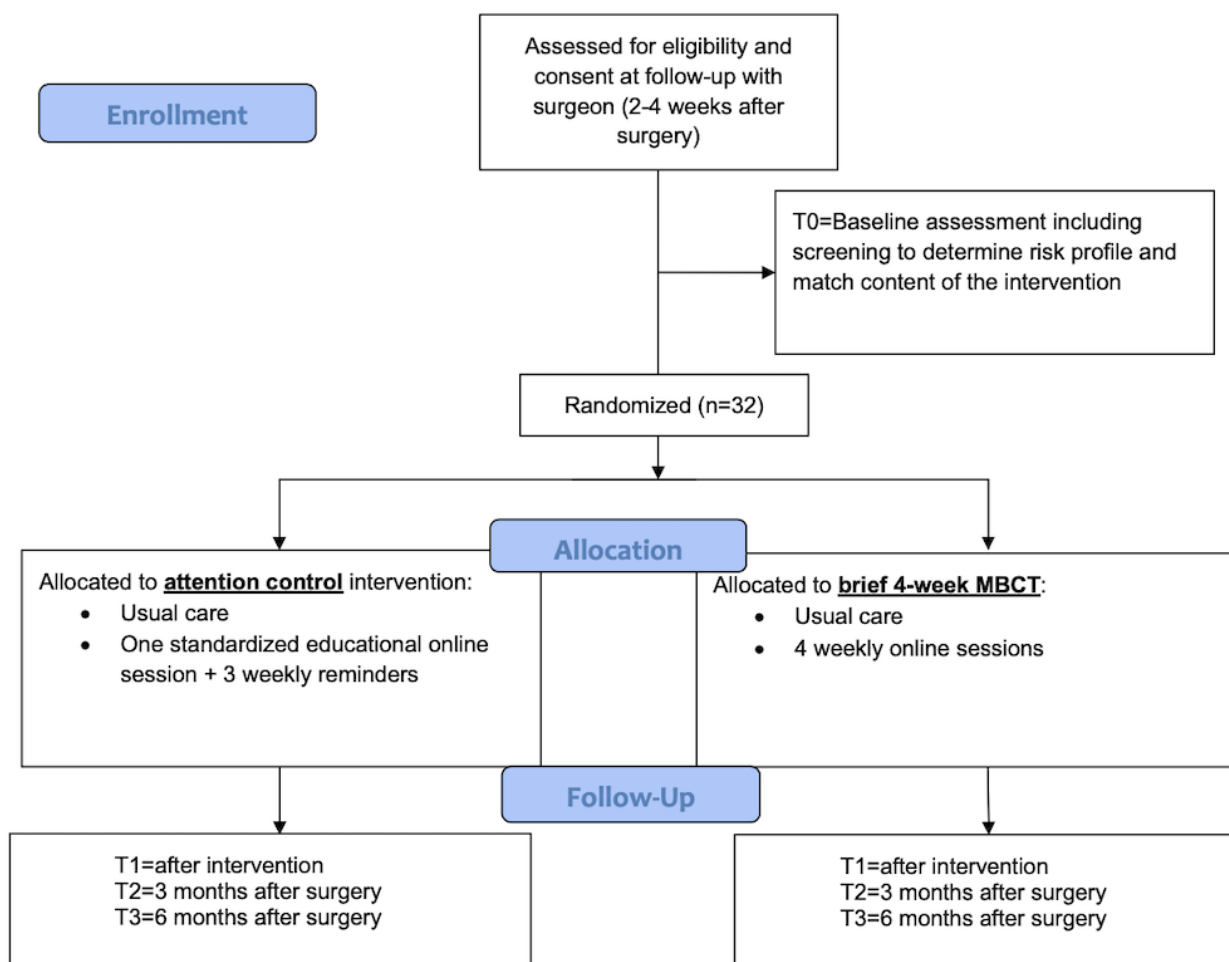 Assessed for eligibility and
consent at follow-up with
surgeon (2-4 weeks after
surgery)
Enrollment
T0=Baseline assessment including
screening to determine risk profile and
match content of the intervention
Randomized (n=32)
Allocation
Allocated to attention control intervention:
• Usual care
• One standardized educational online
session + 3 weekly reminders
Allocated to brief 4-week MBCT:
• Usual care
• 4 weekly online sessions
Follow-Up
T1=after intervention
T2=3 months after surgery
T3=6 months after surgery
T1=after intervention
T2=3 months after surgery
T3=6 months after surgery